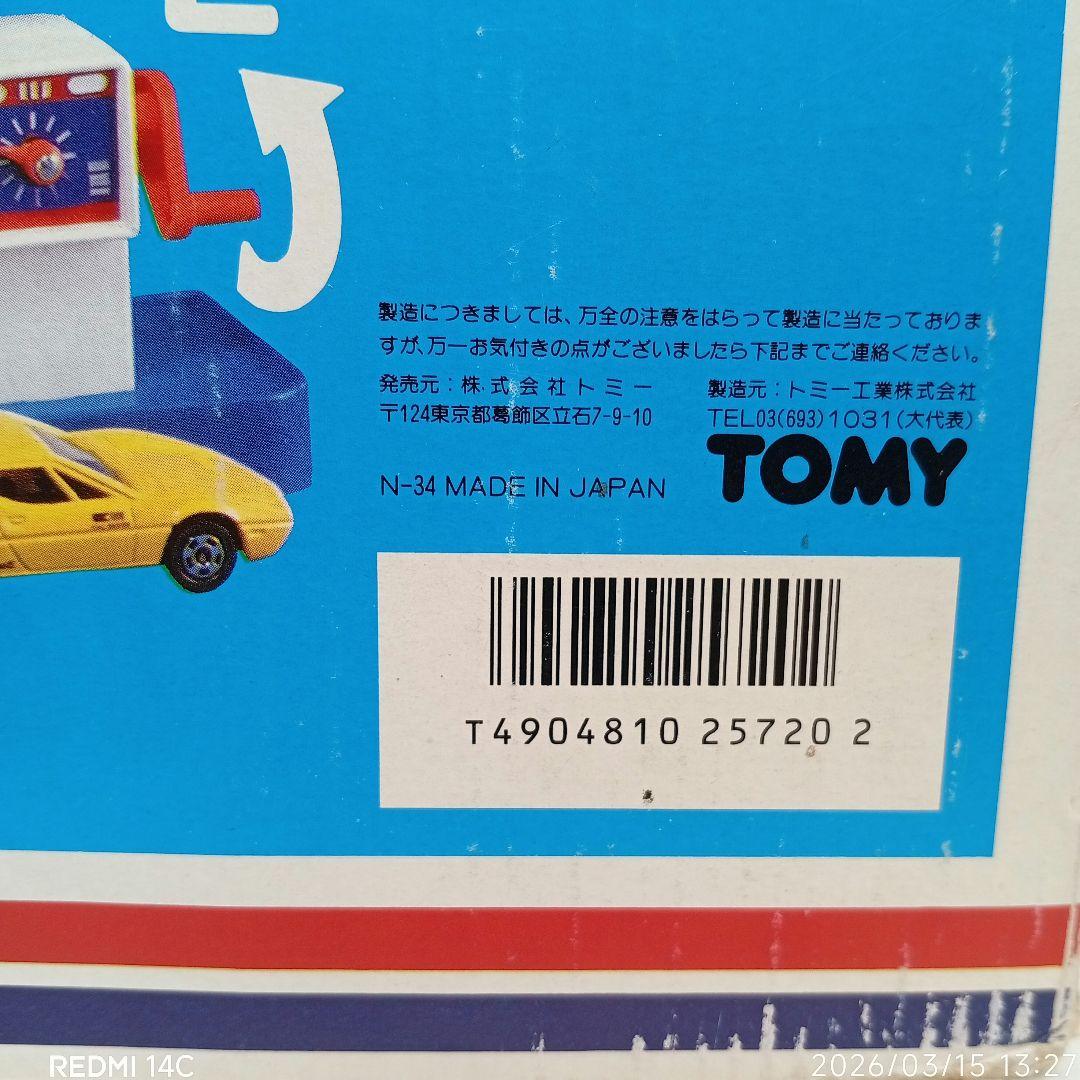 製造につきましては、万全の注意をはらって製造に当たっておりま
すが、万一お気付きの点がございましたら下記までご連絡ください。
発売元：株式会社トミー
〒124東京都葛飾区立石7-9-10
製造元：トミー工業株式会社
TEL03(693)1031(大代表)
N-34 MADE IN JAPAN
TOMY
T4904810 25720 2
REDMI 14C
2026/03/15 13:27